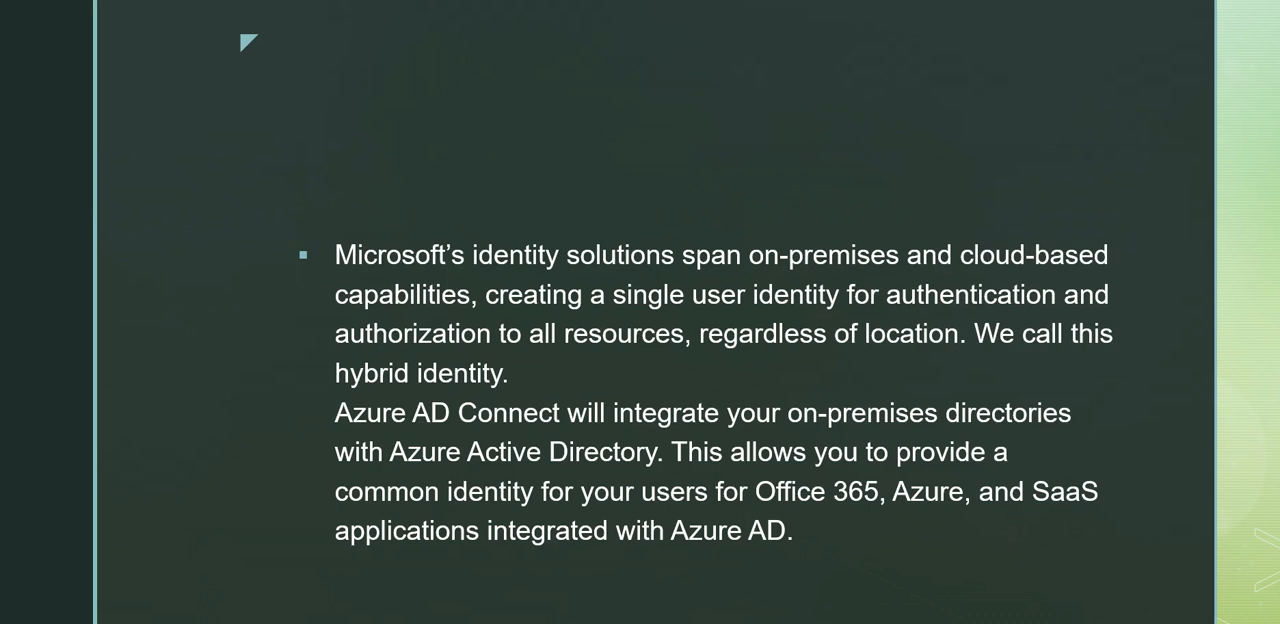 Microsoft’s identity solutions span on-premises and cloud-based
capabilities, creating a single user identity for authentication and
authorization to all resources, regardless of location. We call this
hybrid identity.
Azure AD Connect will integrate your on-premises directories
with Azure Active Directory. This allows you to provide a
common identity for your users for Office 365, Azure, and SaaS
applications integrated with Azure AD.